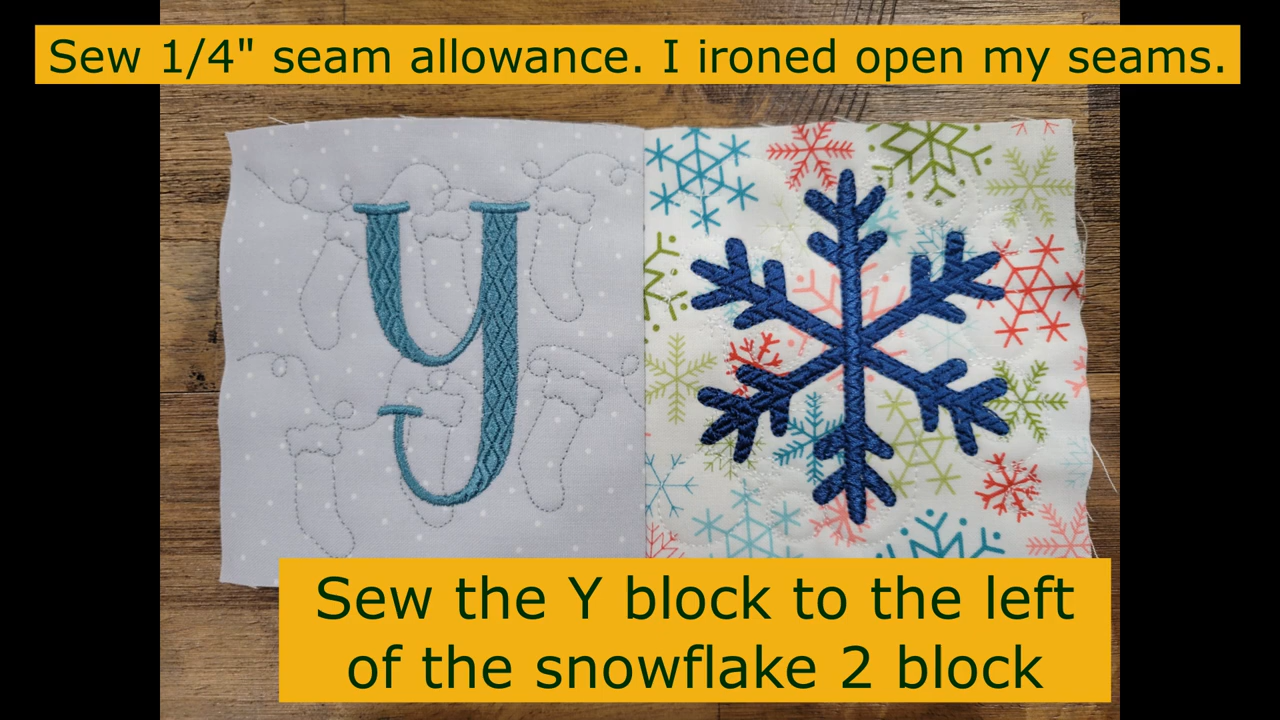 Sew 1/4" seam allowance. I ironed open my seams.
y
Sew the Y block to the left
of the snowflake 2 block